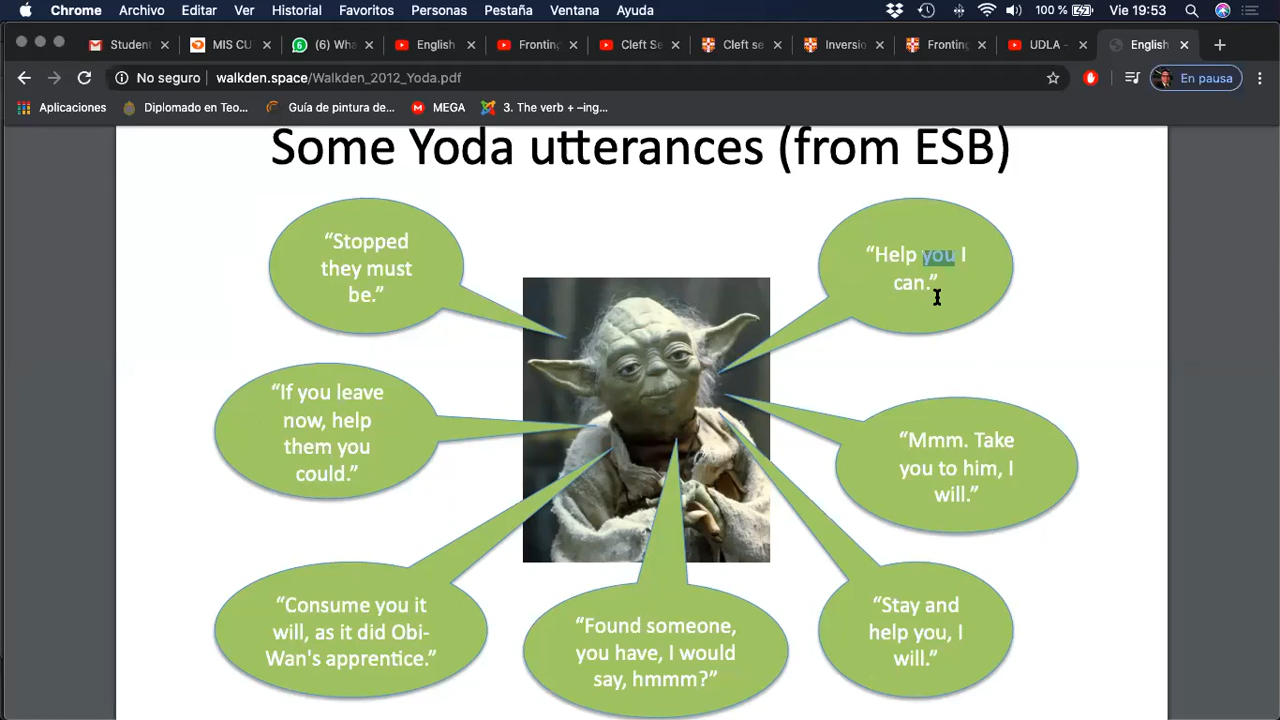 Chrome Archivo Editar Ver Historial Favoritos Personas Pestaña Ventana Ayuda 100 % Vie 19:53
Student MIS CU (6) Wha English Fronting Cleft Se Cleft se Inversio Fronting UDLA - English
No seguro walkden.space/Walkden_2012_Yoda.pdf En pausa
Aplicaciones Diplomado en Teo... Guía de pintura de... MEGA 3. The verb + –ing...
Some Yoda utterances (from ESB)
“Stopped
they must
be.”
“Help you I
can.”
“If you leave
now, help
them you
could.”
“Mmm. Take
you to him, I
will.”
“Consume you it
will, as it did Obi-
Wan's apprentice.”
“Found someone,
you have, I would
say, hmmm?”
“Stay and
help you, I
will.”